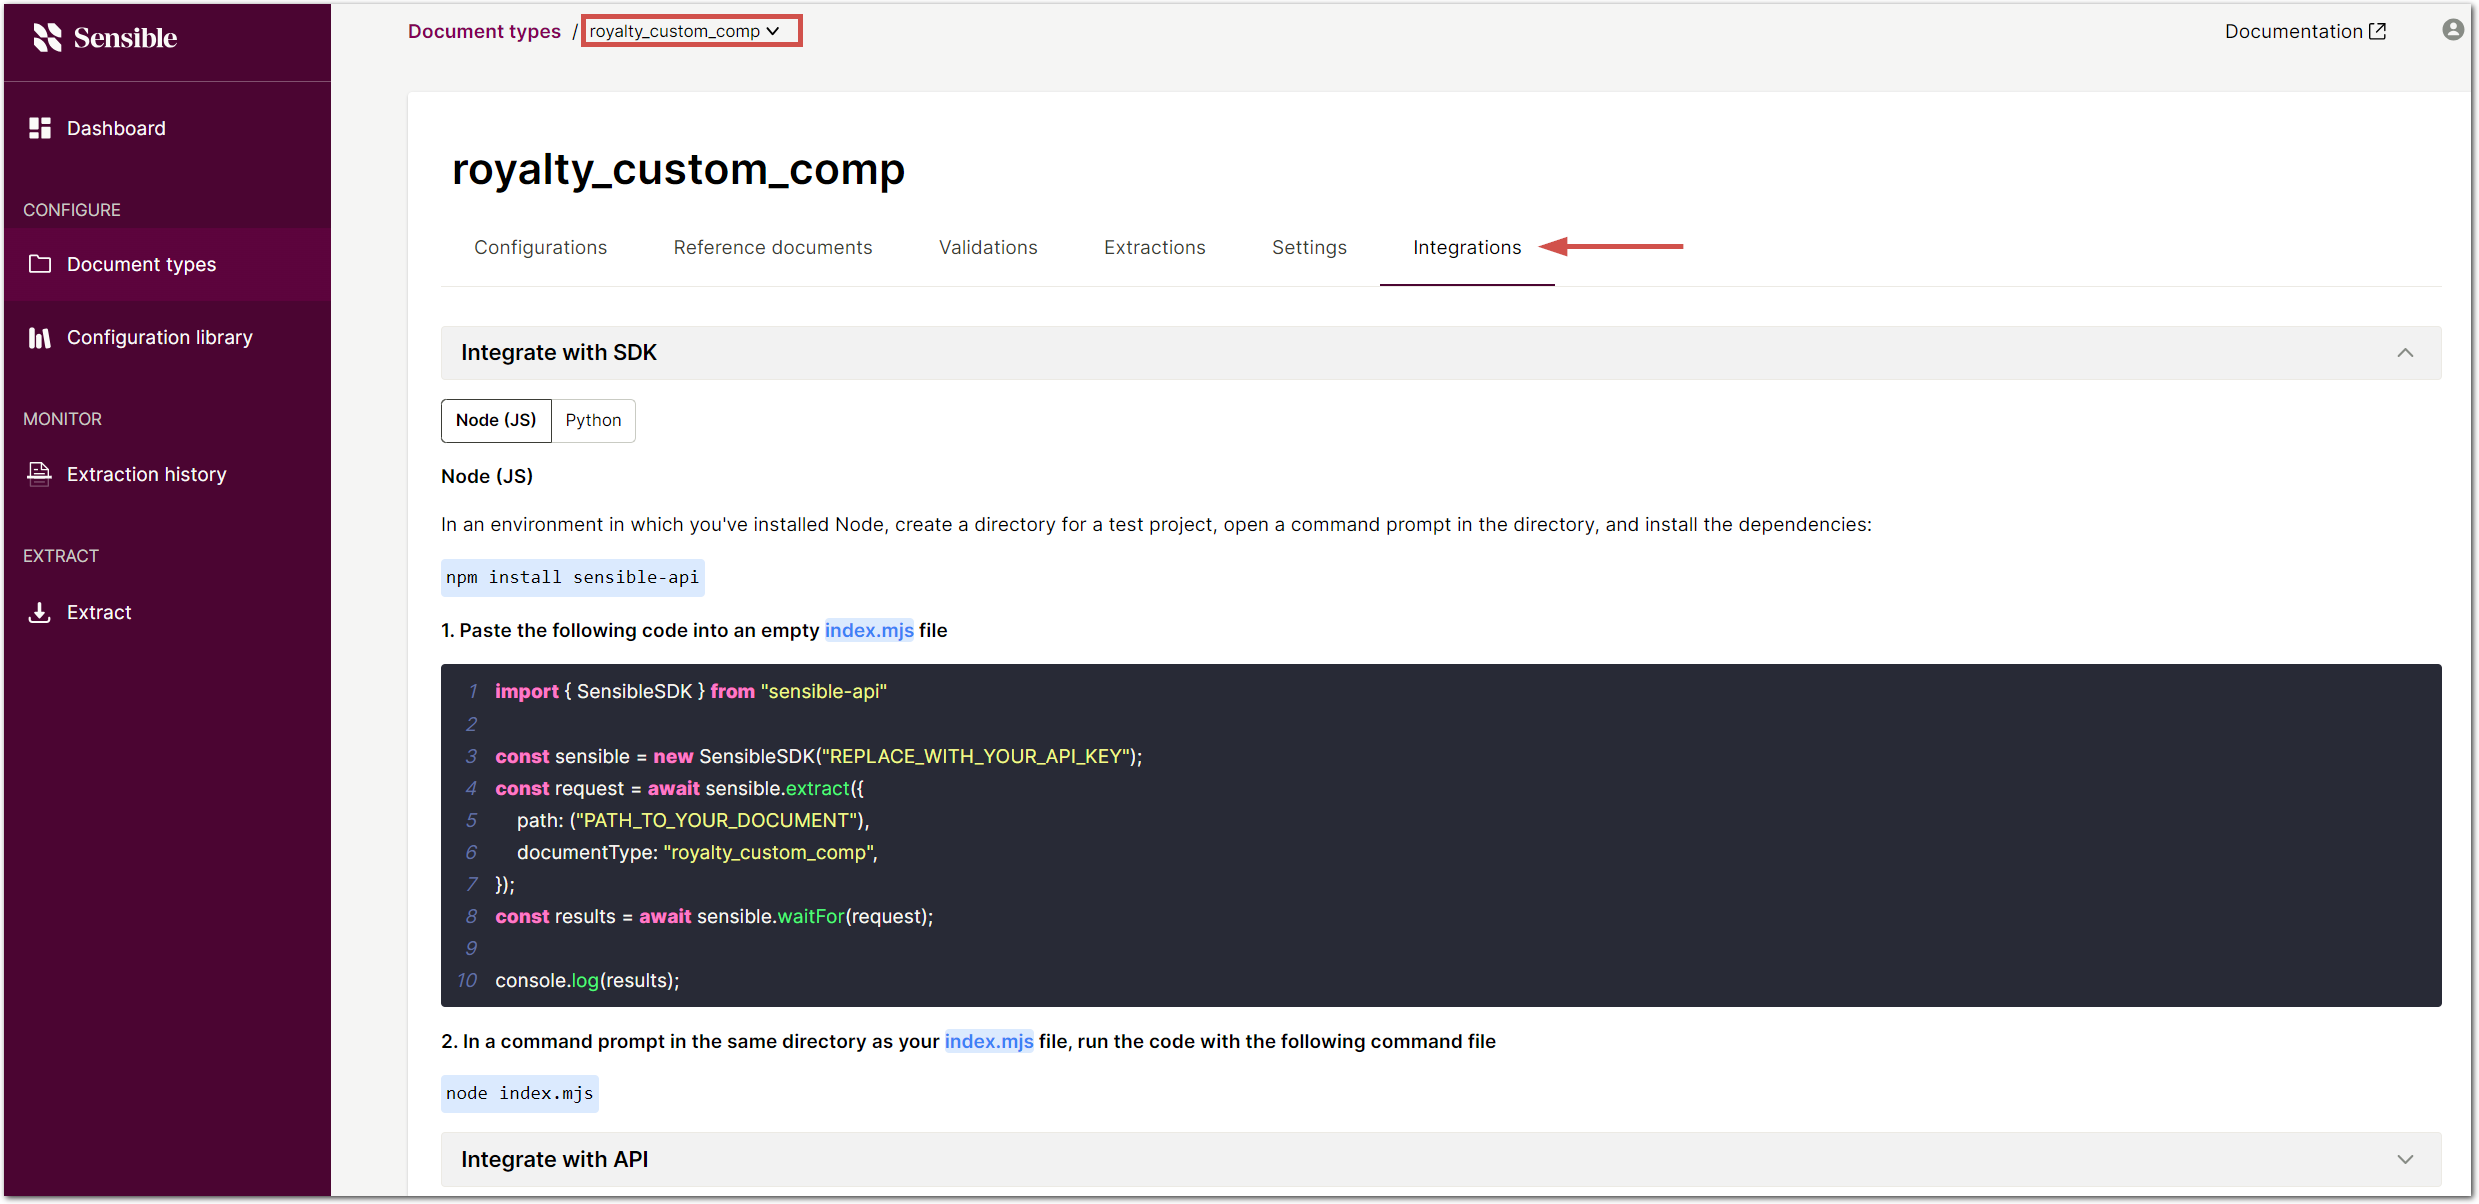 Sensible
Document types / royalty_custom_comp
Documentation
Dashboard
CONFIGURE
Document types
Configuration library
MONITOR
Extraction history
EXTRACT
Extract
royalty_custom_comp
Configurations Reference documents Validations Extractions Settings Integrations
Integrate with SDK
Node (JS) Python
Node (JS)
In an environment in which you've installed Node, create a directory for a test project, open a command prompt in the directory, and install the dependencies:
npm install sensible-api
1. Paste the following code into an empty index.mjs file
1 import { SensibleSDK } from "sensible-api"
2
3 const sensible = new SensibleSDK("REPLACE_WITH_YOUR_API_KEY");
4 const request = await sensible.extract({
5 path: ("PATH_TO_YOUR_DOCUMENT"),
6 documentType: "royalty_custom_comp",
7 });
8 const results = await sensible.waitFor(request);
9
10 console.log(results);
2. In a command prompt in the same directory as your index.mjs file, run the code with the following command file
node index.mjs
Integrate with API